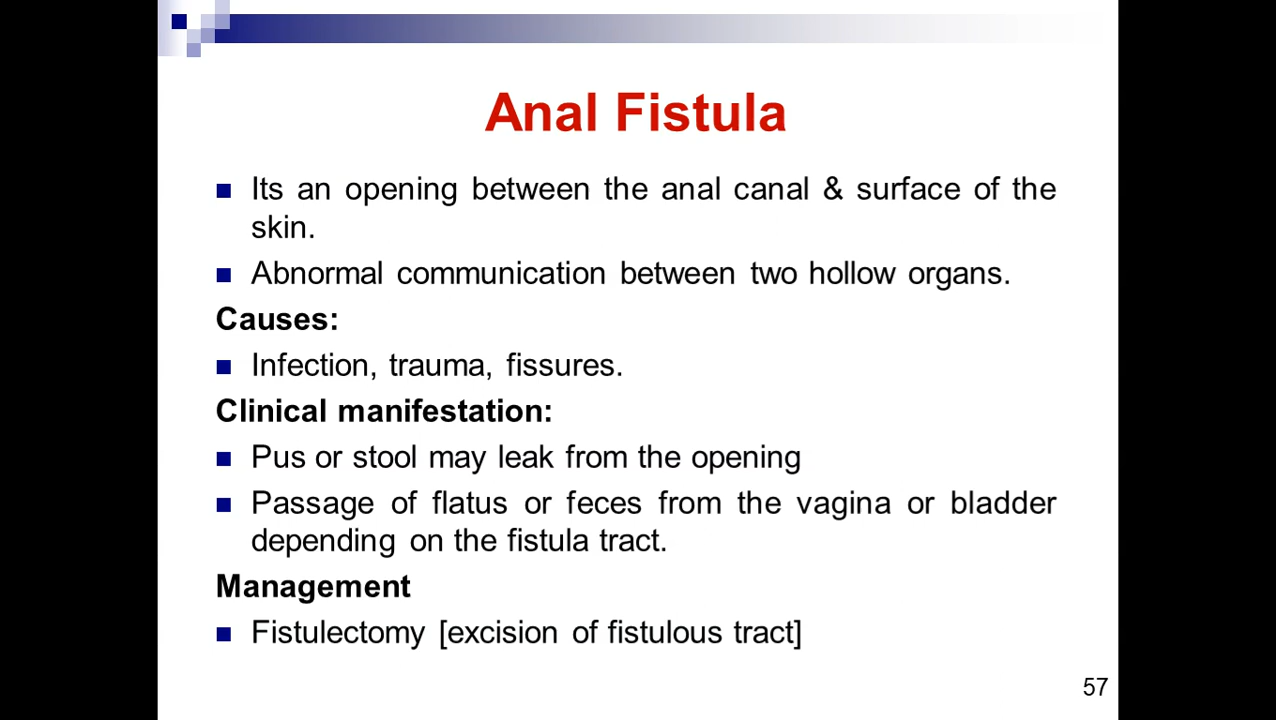 Anal Fistula
Its an opening between the anal canal & surface of the
skin.
Abnormal communication between two hollow organs.
Causes:
Infection, trauma, fissures.
Clinical manifestation:
Pus or stool may leak from the opening
Passage of flatus or feces from the vagina or bladder
depending on the fistula tract.
Management
Fistulectomy [excision of fistulous tract]
57